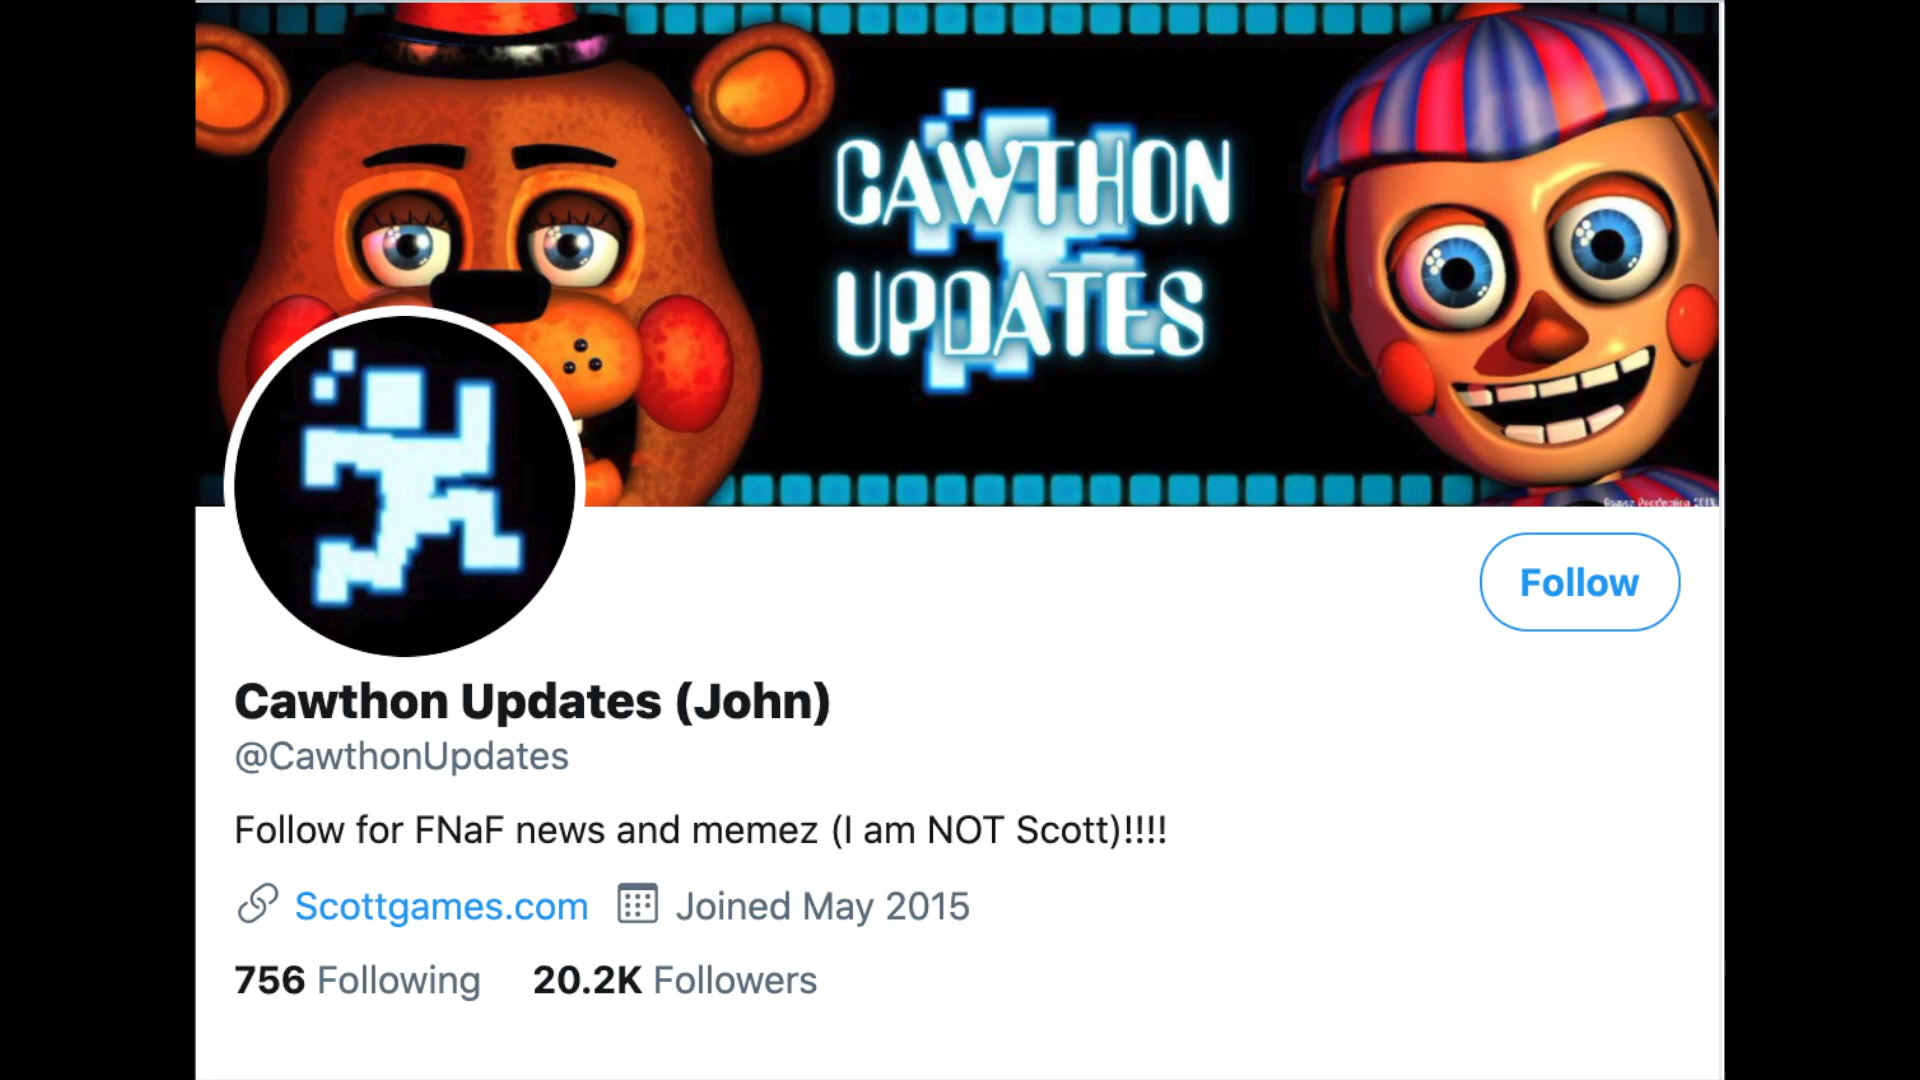 CAWTHON
UPDATES
Follow
Cawthon Updates (John)
@CawthonUpdates
Follow for FNaF news and memez (I am NOT Scott)!!!!
Scottgames.com Joined May 2015
756 Following 20.2K Followers